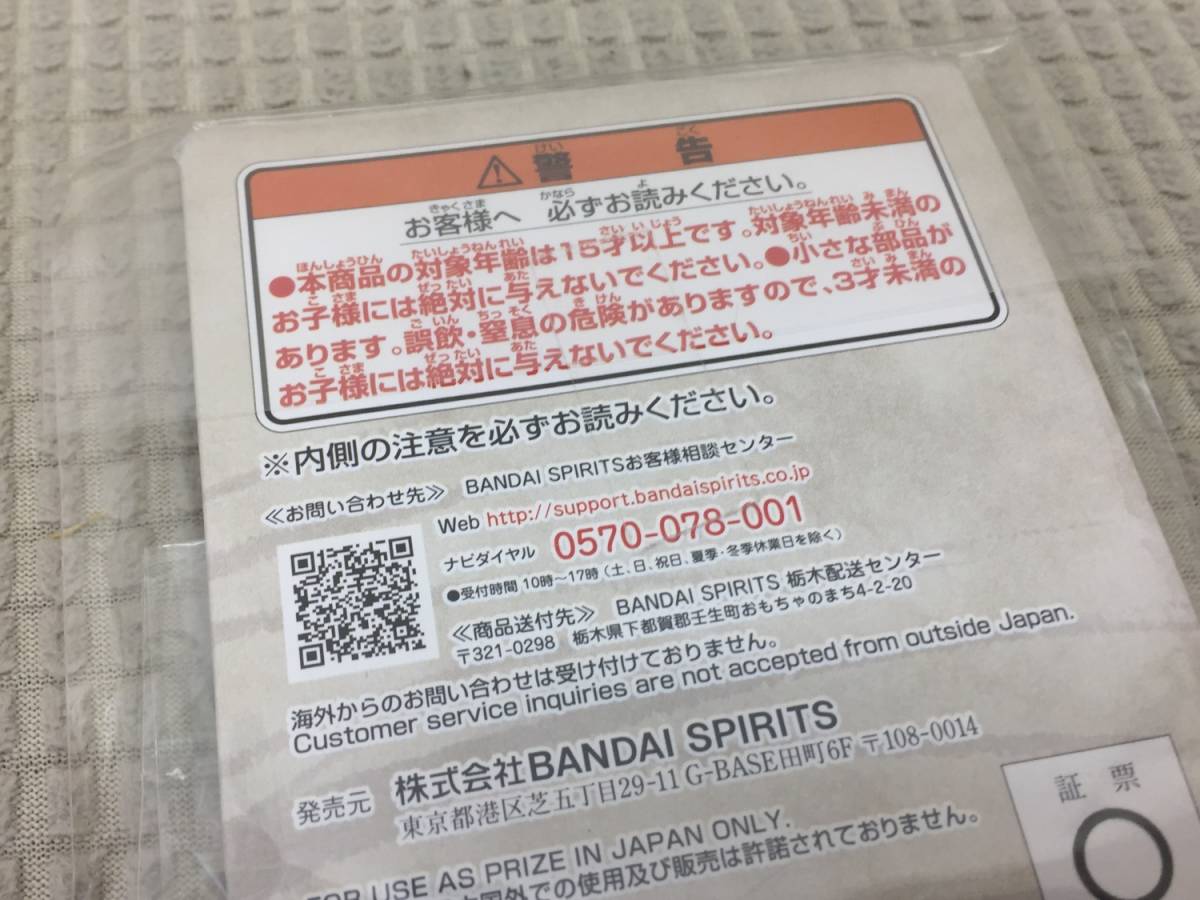 警告
お客様へ 必ずお読みください。
●本商品の対象年齢は15才以上です。対象年齢未満の
お子様には絶対に与えないでください。●小さな部品が
あります。誤飲・窒息の危険がありますので、3才未満の
お子様には絶対に与えないでください。
※内側の注意を必ずお読みください。
≪お問い合わせ先≫ BANDAI SPIRITSお客様相談センター
Web http://support.bandaispirits.co.jp
ナビダイヤル 0570-078-001
●受付時間 10時~17時(土、日、祝日、夏季・冬季休業日を除く)
≪商品送付先≫ BANDAI SPIRITS 栃木配送センター
〒321-0298 栃木県下都賀郡壬生町おもちゃのまち4-2-20
海外からのお問い合わせは受け付けておりません。
Customer service inquiries are not accepted from outside Japan.
発売元 株式会社BANDAI SPIRITS
東京都港区芝五丁目29-11 G-BASE田町6F 〒108-0014
FOR USE AS PRIZE IN JAPAN ONLY.
国外での使用及び販売は許諾されておりません。
証票